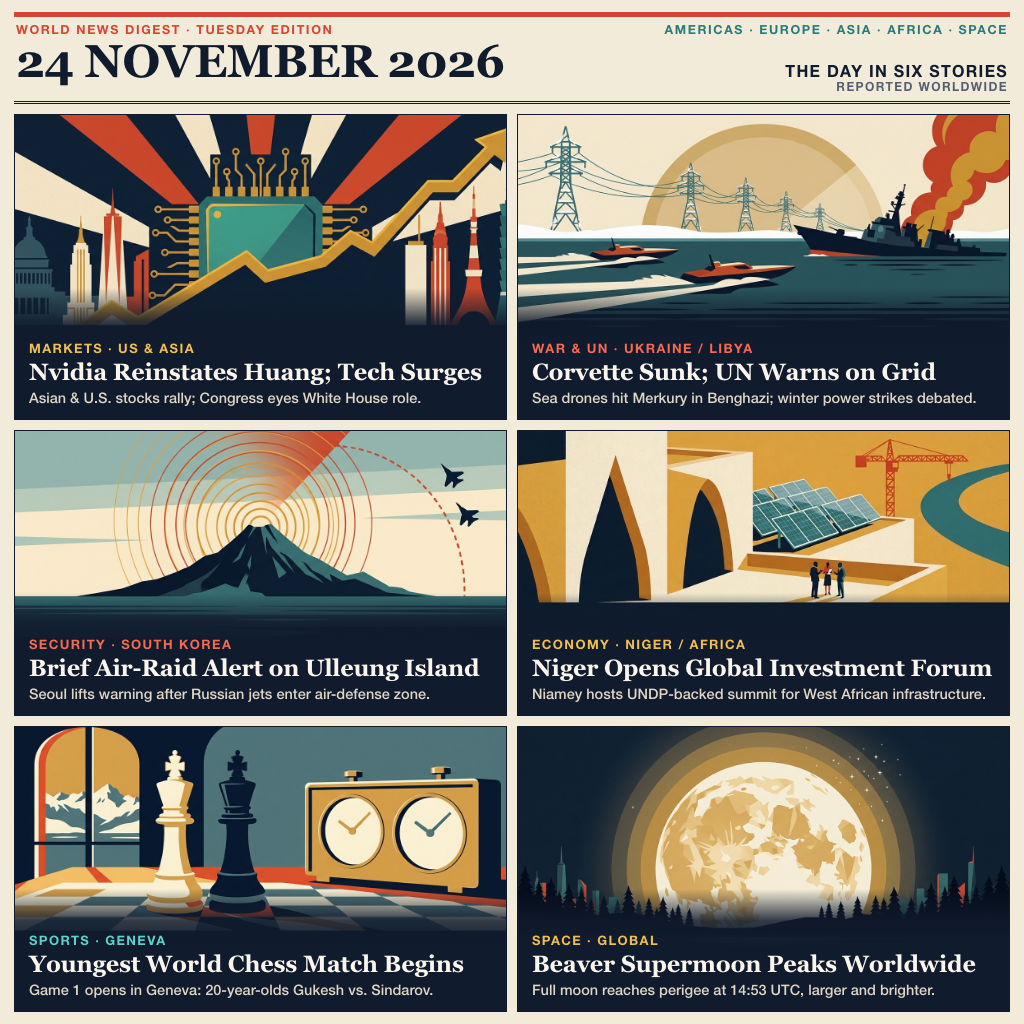 WORLD NEWS DIGEST · TUESDAY EDITION
AMERICAS · EUROPE · ASIA · AFRICA · SPACE
24 NOVEMBER 2026
THE DAY IN SIX STORIES
REPORTED WORLDWIDE
MARKETS · US & ASIA
Nvidia Reinstates Huang; Tech Surges
Asian & U.S. stocks rally; Congress eyes White House role.
WAR & UN · UKRAINE / LIBYA
Corvette Sunk; UN Warns on Grid
Sea drones hit Merkury in Benghazi; winter power strikes debated.
SECURITY · SOUTH KOREA
Brief Air-Raid Alert on Ulleung Island
Seoul lifts warning after Russian jets enter air-defense zone.
ECONOMY · NIGER / AFRICA
Niger Opens Global Investment Forum
Niamey hosts UNDP-backed summit for West African infrastructure.
SPORTS · GENEVA
Youngest World Chess Match Begins
Game 1 opens in Geneva: 20-year-olds Gukesh vs. Sindarov.
SPACE · GLOBAL
Beaver Supermoon Peaks Worldwide
Full moon reaches perigee at 14:53 UTC, larger and brighter.